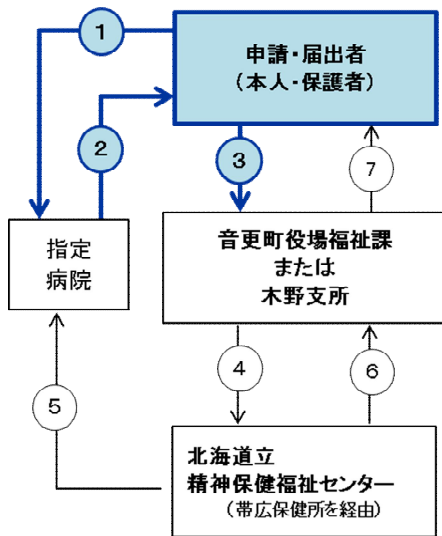 1
申請・届出者
(本人・保護者)
2
3
7
指定
病院
音更町役場福祉課
または
木野支所
4
6
5
北海道立
精神保健福祉センター
(帯広保健所を経由)